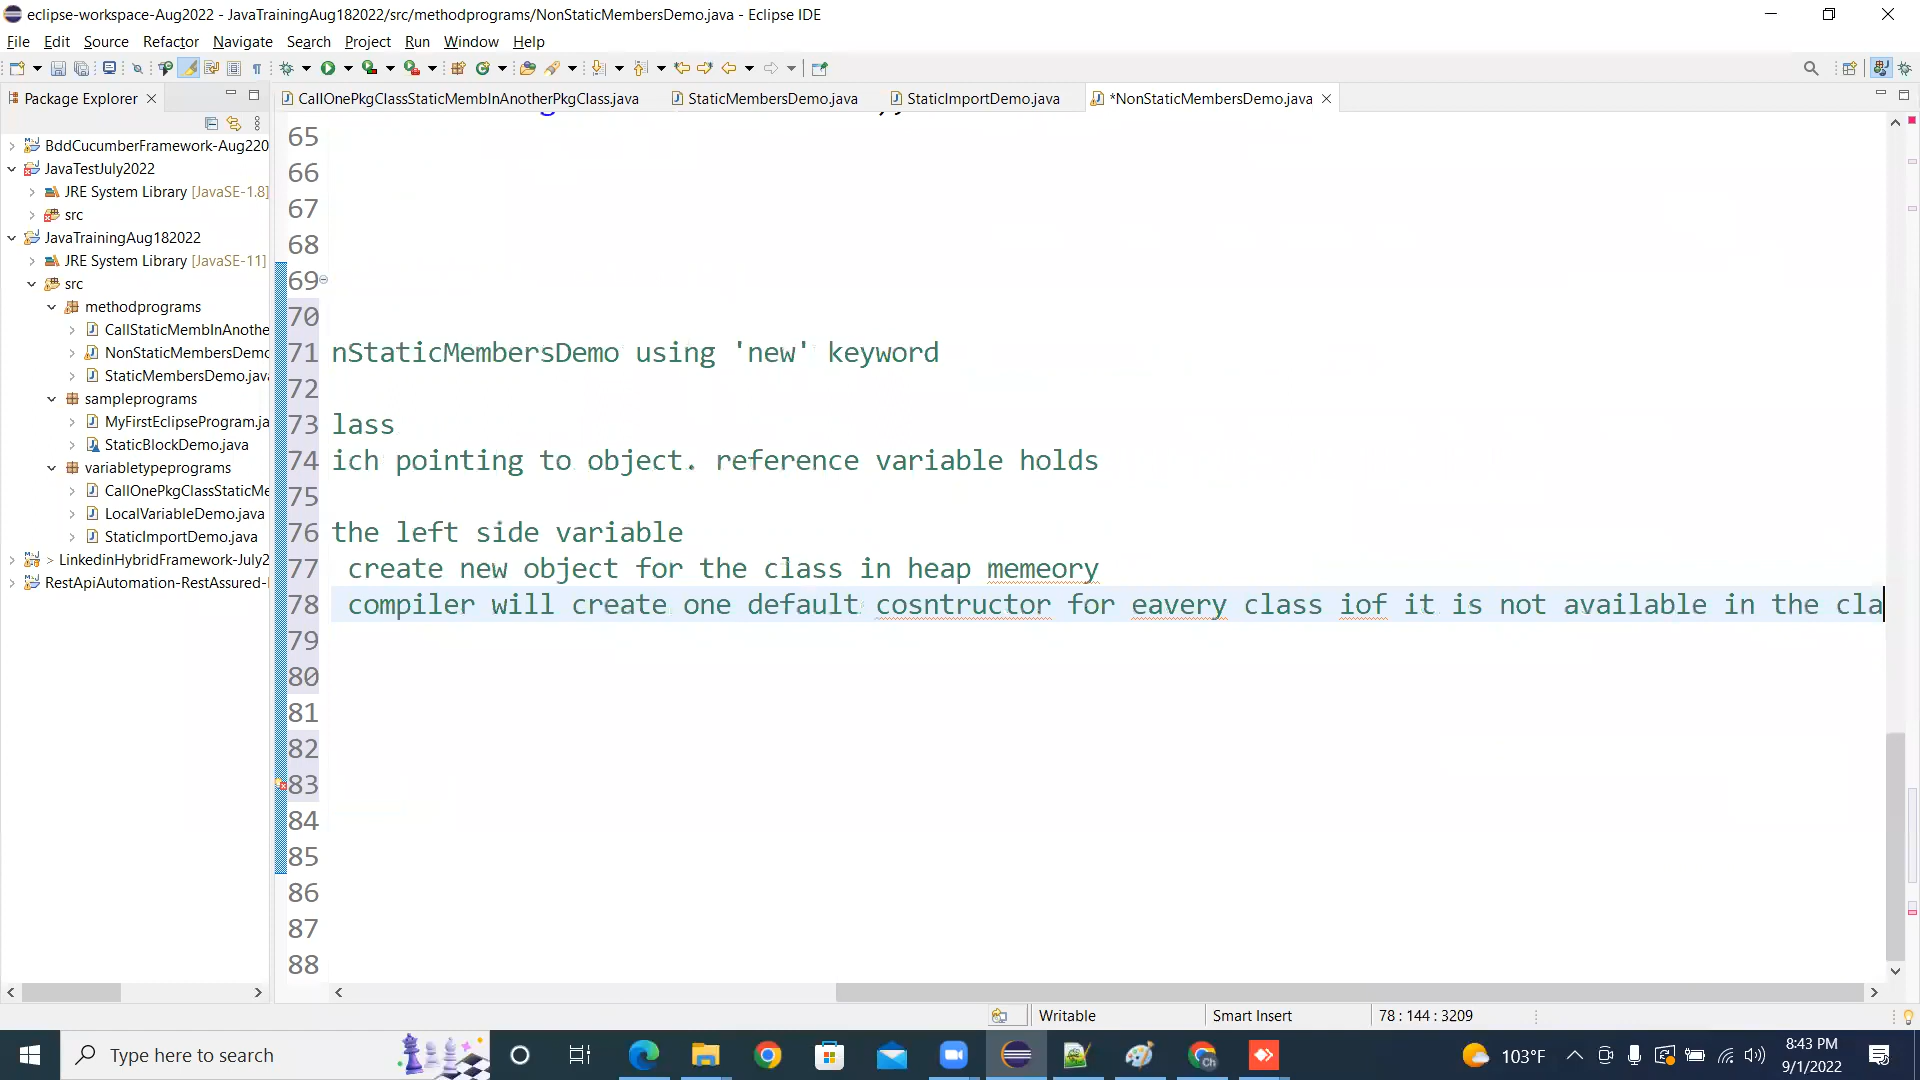 eclipse-workspace-Aug2022 - JavaTrainingAug182022/src/methodprograms/NonStaticMembersDemo.java - Eclipse IDE
File Edit Source Refactor Navigate Search Project Run Window Help
Package Explorer
CallOnePkgClassStaticMembInAnotherPkgClass.java StaticMembersDemo.java StaticImportDemo.java *NonStaticMembersDemo.java
BddCucumberFramework-Aug220
JavaTestJuly2022
JRE System Library [JavaSE-1.8]
src
JavaTrainingAug182022
JRE System Library [JavaSE-11]
src
methodprograms
CallStaticMembInAnothe
NonStaticMembersDemo
StaticMembersDemo.java
sampleprograms
MyFirstEclipseProgram.ja
StaticBlockDemo.java
variabletypeprograms
CallOnePkgClassStaticMe
LocalVariableDemo.java
StaticImportDemo.java
> LinkedinHybridFramework-July2
RestApiAutomation-RestAssured-
65
66
67
68
69
70
71 nStaticMembersDemo using 'new' keyword
72
73 lass
74 ich pointing to object. reference variable holds
75
76 the left side variable
77 create new object for the class in heap memeory
78 compiler will create one default cosntructor for eavery class iof it is not available in the cla
79
80
81
82
83
84
85
86
87
88
Writable Smart Insert 78 : 144 : 3209
Type here to search
103°F
8:43 PM
9/1/2022